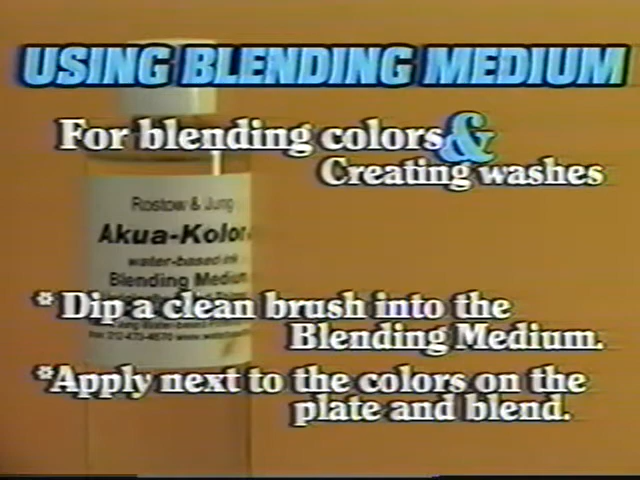 USING BLENDING MEDIUM
For blending colors &
Creating washes
Rostow & Jung
Akua-Kolor
water-based ink
Blending Medium
* Dip a clean brush into the
Blending Medium.
*Apply next to the colors on the
plate and blend.